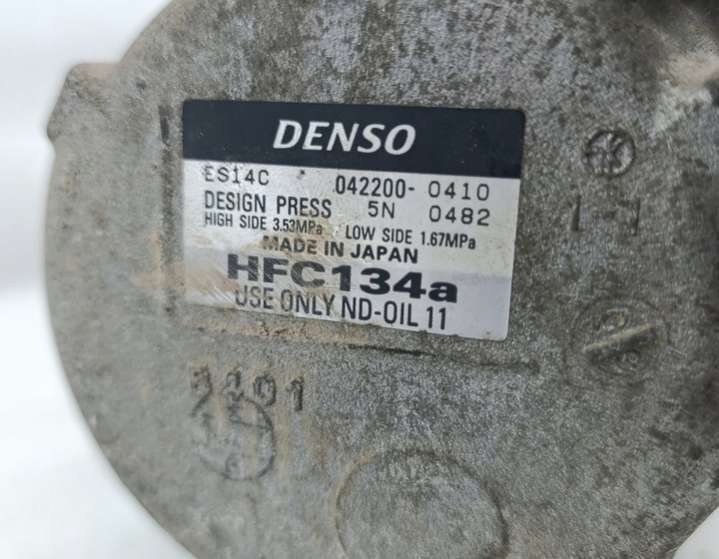 DENSO
ES14C 042200-0410
DESIGN PRESS 5N 0482
HIGH SIDE 3.53MPa LOW SIDE 1.67MPa
MADE IN JAPAN
HFC134a
USE ONLY ND-OIL 11